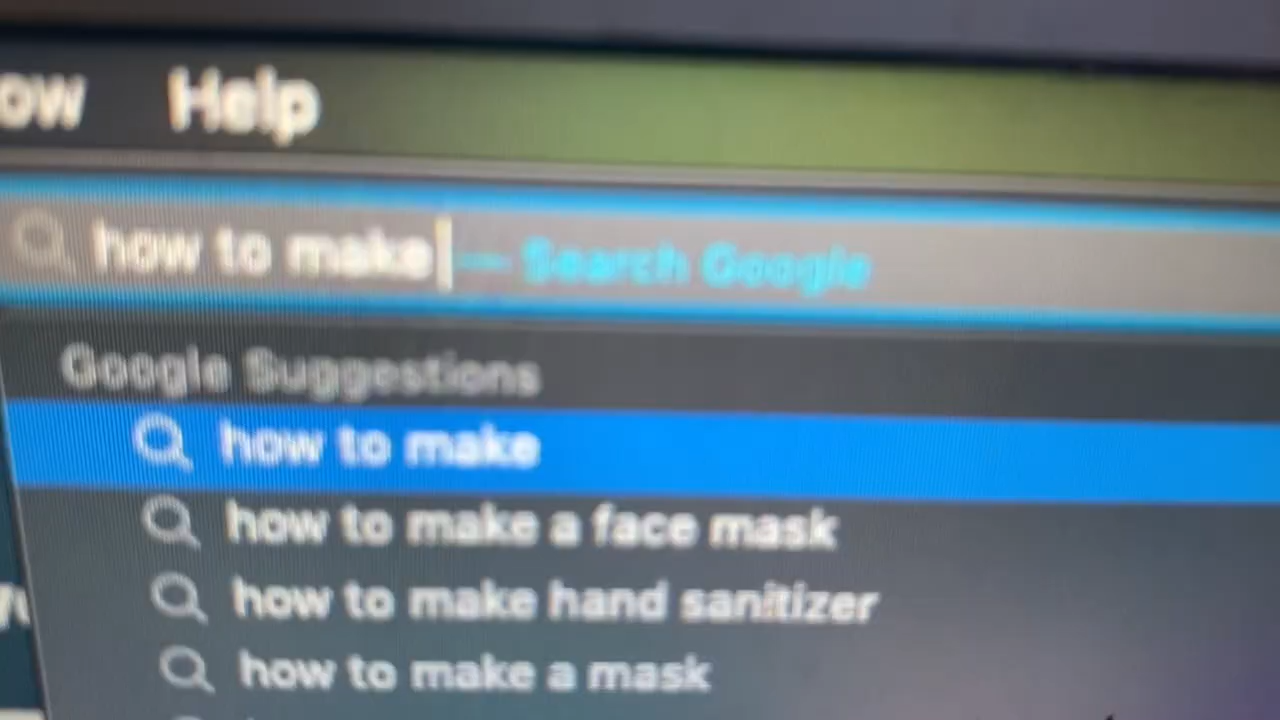 ow Help
how to make — Search Google
Google Suggestions
how to make
how to make a face mask
how to make hand sanitizer
how to make a mask